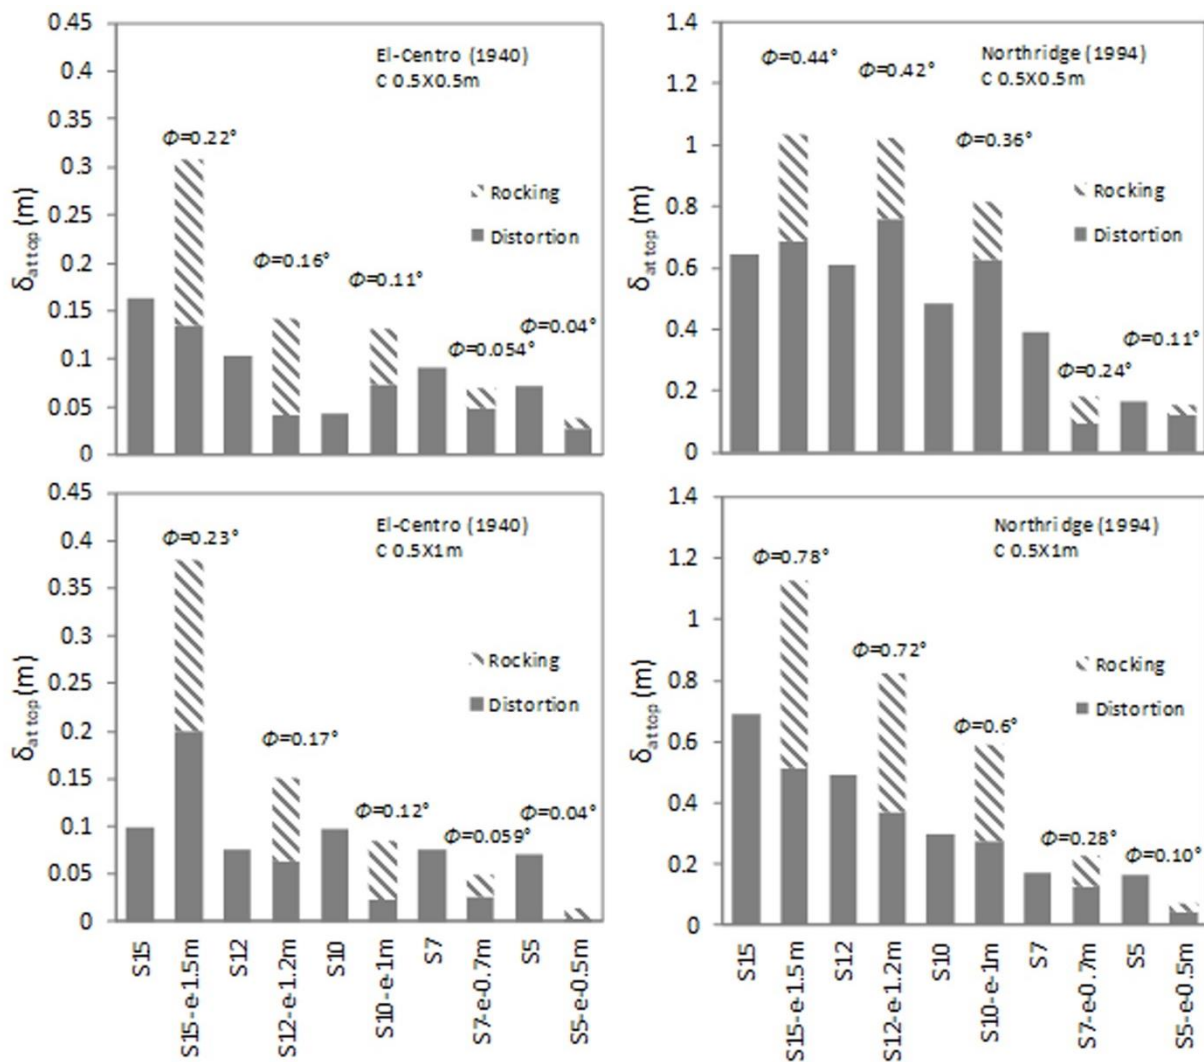 0.45
0.4
0.35
0.3
0.25
0.2
0.15
0.1
0.05
0
δat top (m)
El-Centro (1940)
C 0.5X0.5m
Φ=0.22°
Φ=0.16°
Φ=0.11°
Φ=0.054°
Φ=0.04°
Rocking
Distortion
1.4
1.2
1
0.8
0.6
0.4
0.2
0
δat top (m)
Northridge (1994)
C 0.5X0.5m
Φ=0.44°
Φ=0.42°
Φ=0.36°
Φ=0.24°
Φ=0.11°
Rocking
Distortion
0.45
0.4
0.35
0.3
0.25
0.2
0.15
0.1
0.05
0
δat top (m)
El-Centro (1940)
C 0.5X1m
Φ=0.23°
Φ=0.17°
Φ=0.12°
Φ=0.059°
Φ=0.04°
Rocking
Distortion
S15
S15-e-1.5m
S12
S12-e-1.2m
S10
S10-e-1m
S7
S7-e-0.7m
S5
S5-e-0.5m
1.4
1.2
1
0.8
0.6
0.4
0.2
0
δat top (m)
Northridge (1994)
C 0.5X1m
Φ=0.78°
Φ=0.72°
Φ=0.6°
Φ=0.28°
Φ=0.10°
Rocking
Distortion
S15
S15-e-1.5m
S12
S12-e-1.2m
S10
S10-e-1m
S7
S7-e-0.7m
S5
S5-e-0.5m